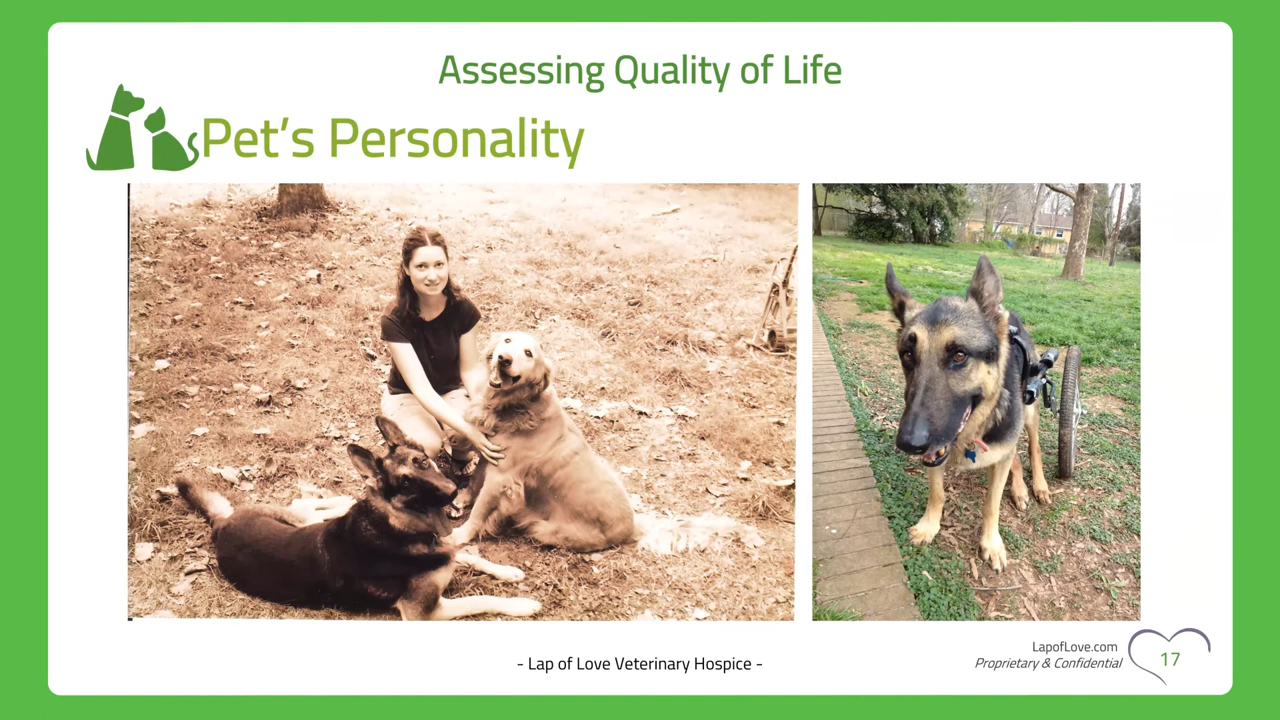 Assessing Quality of Life
Pet's Personality
- Lap of Love Veterinary Hospice -
LapofLove.com
Proprietary & Confidential
17